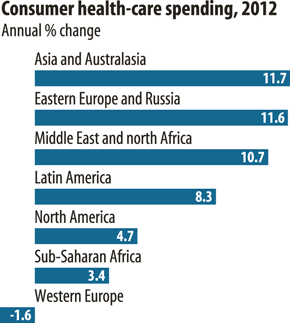 Consumer health-care spending, 2012
Annual % change
Asia and Australasia
11.7
Eastern Europe and Russia
11.6
Middle East and north Africa
10.7
Latin America
8.3
North America
4.7
Sub-Saharan Africa
3.4
Western Europe
-1.6